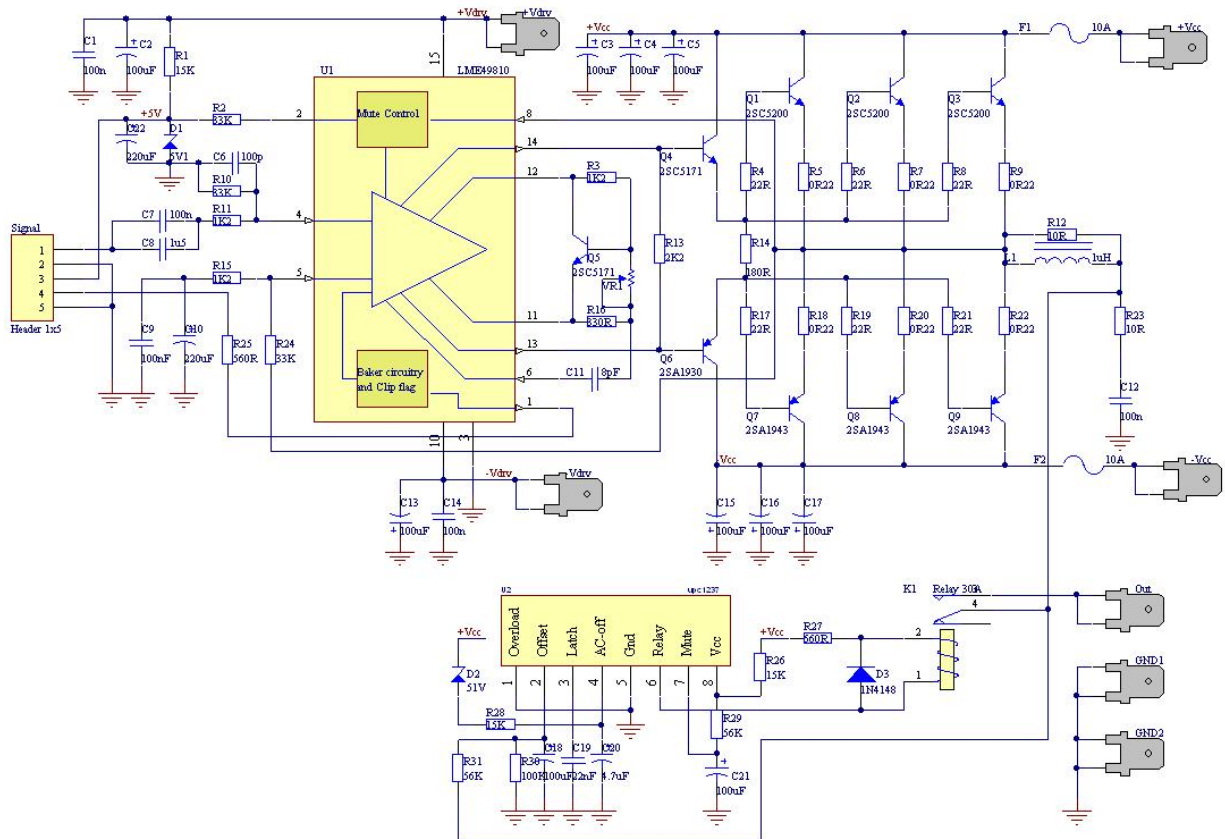 +Vdrv
+Vdrv
C1
100n
C2
100uF
R1
15K
15
+Vcc
C3
100uF
C4
100uF
C5
100uF
F1
10A
+Vcc
U1
LME49810
Mute Control
+5V
R2
33K
2
8
C22
220uF
D1
5V1
C6
100p
R10
33K
C7
100n
R11
1K2
4
C8
1u5
14
12
R3
1K2
Q4
2SC5171
Q1
2SC5200
Q2
2SC5200
Q3
2SC5200
R4
22R
R5
0R22
R6
22R
R7
0R22
R8
22R
R9
0R22
Signal
1
2
3
4
5
Header 1x5
R15
1K2
5
Q5
2SC5171
VR1
R13
2K2
R14
180R
R12
10R
L1
1uH
11
R16
330R
13
6
C11
8pF
1
Q6
2SA1930
C9
100nF
C10
220uF
R25
560R
R24
33K
Baker circuitry
and Clip flag
10
3
R17
22R
R18
0R22
R19
22R
R20
0R22
R21
22R
R22
0R22
R23
10R
C12
100n
Q7
2SA1943
Q8
2SA1943
Q9
2SA1943
-Vdrv
-Vdrv
C13
100uF
C14
100n
-Vcc
C15
100uF
C16
100uF
C17
100uF
F2
10A
-Vcc
U2
upc1237
Overload
Offset
Latch
AC-off
Gnd
Relay
Mute
Vcc
1
2
3
4
5
6
7
8
+Vcc
D2
51V
R28
15K
R31
56K
R30
100K
C18
100uF
C19
22nF
C20
4.7uF
+Vcc
R26
15K
R27
560R
R29
56K
C21
100uF
D3
1N4148
K1
Relay 30A
4
2
1
Out
GND1
GND2